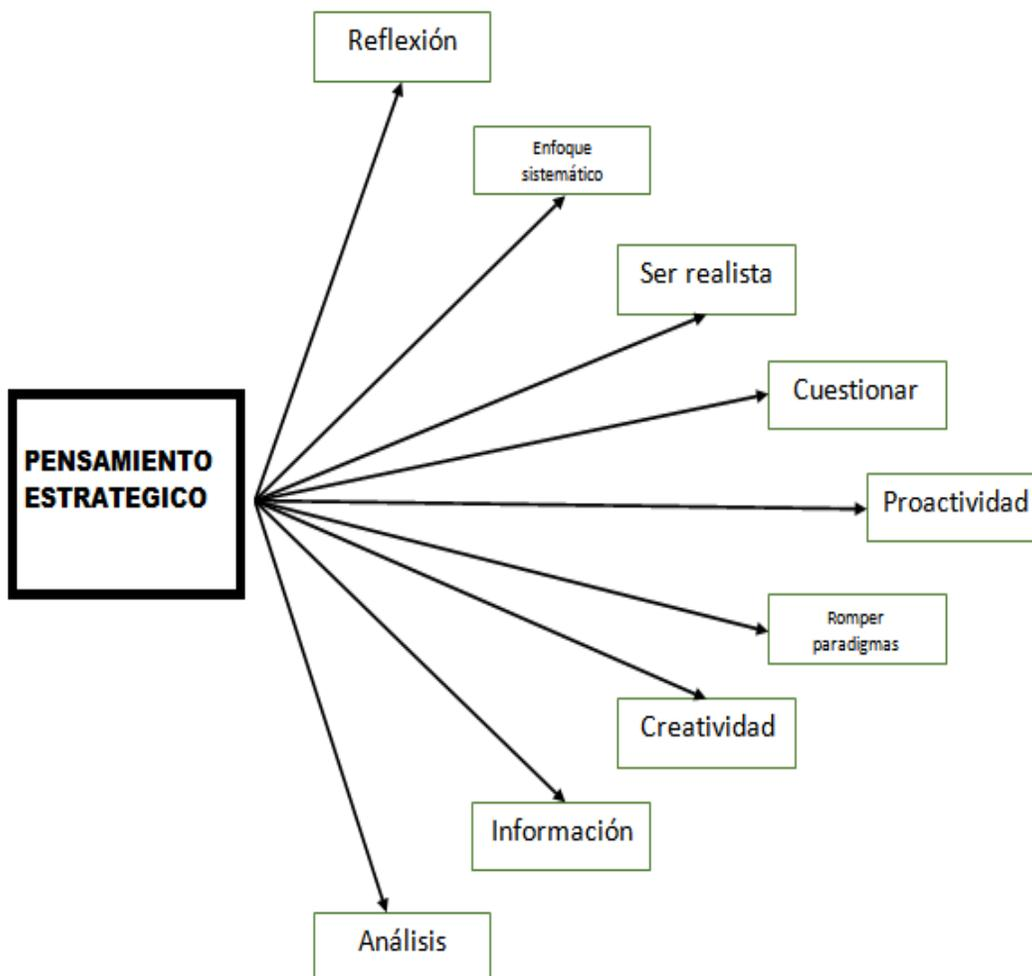 Reflexión
Enfoque
sistemático
Ser realista
Cuestionar
PENSAMIENTO
ESTRATEGICO
Proactividad
Romper
paradigmas
Creatividad
Información
Análisis